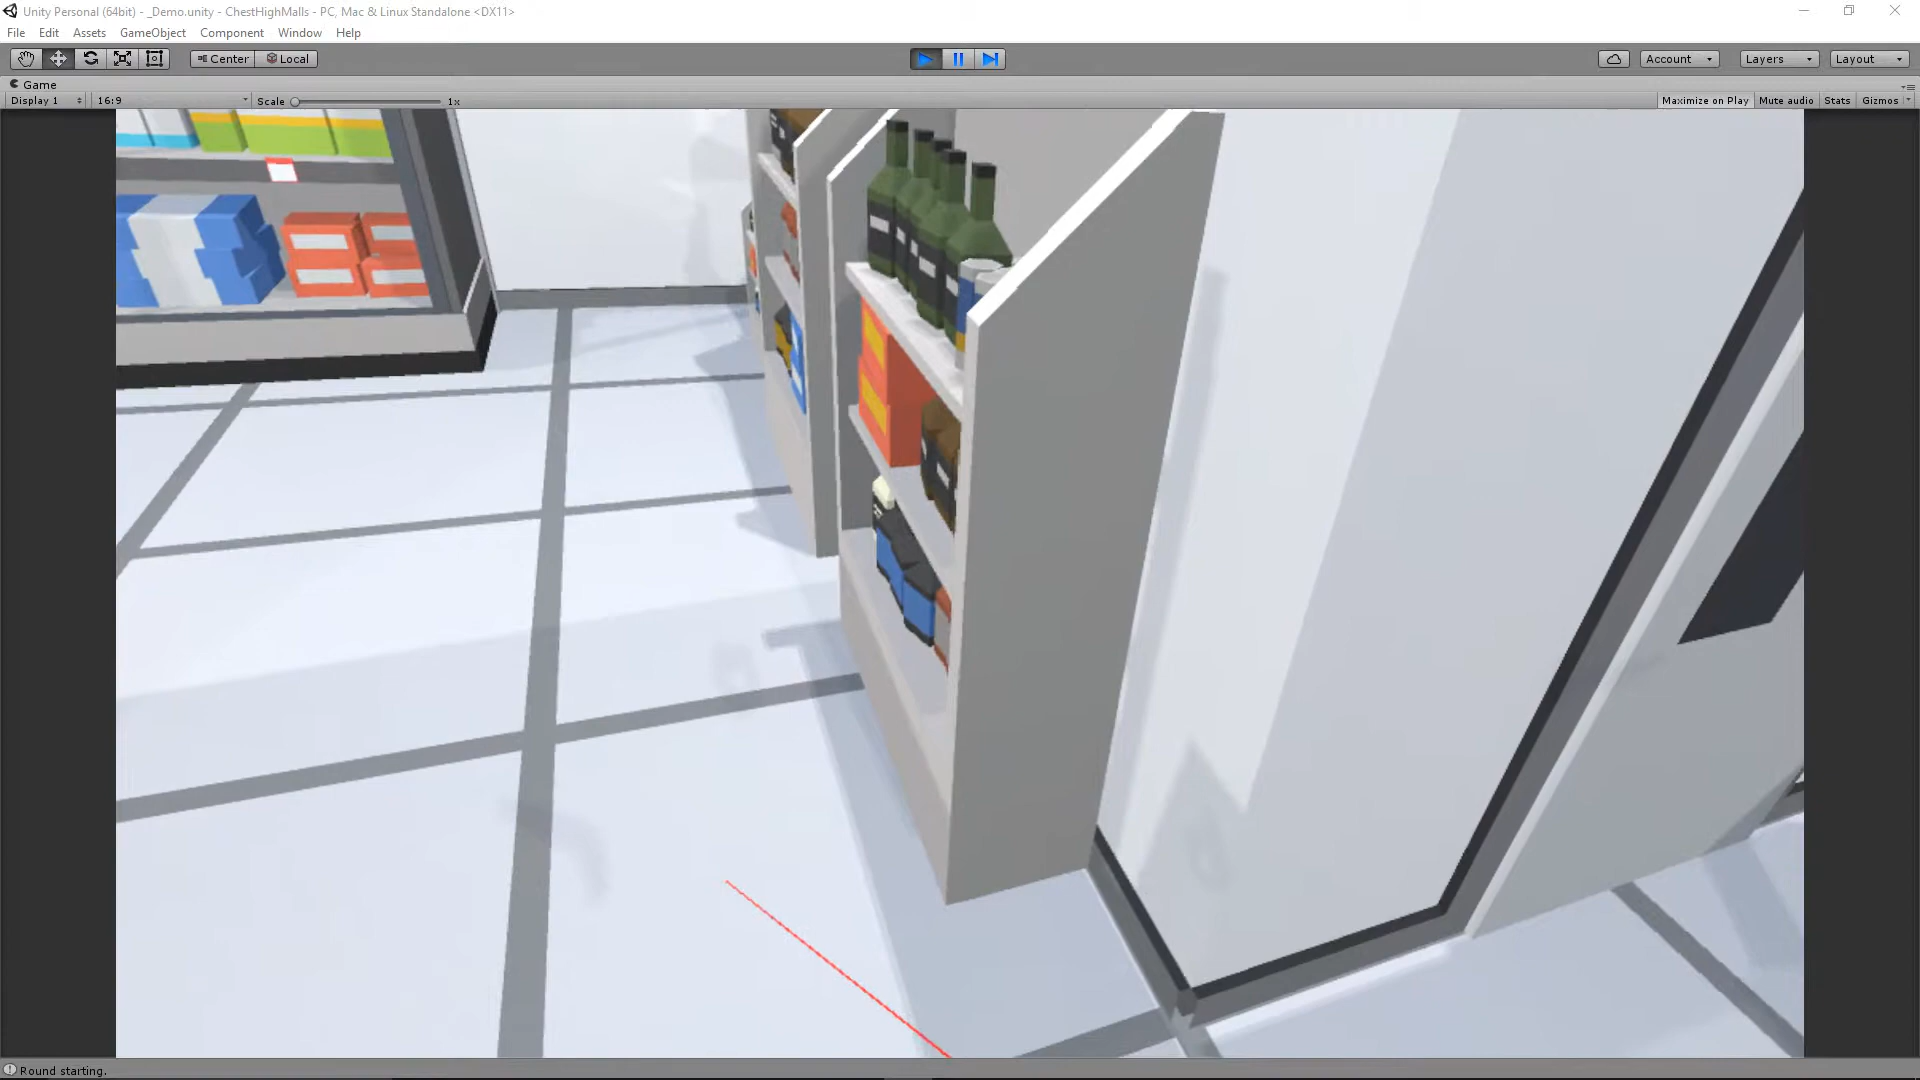 Unity Personal (64bit) - _Demo.unity - ChestHighMalls - PC, Mac & Linux Standalone <DX11>
File Edit Assets GameObject Component Window Help
Center Local Account Layers Layout
Game
Display 1 16:9 Scale 1x Maximize on Play Mute audio Stats Gizmos
Round starting.